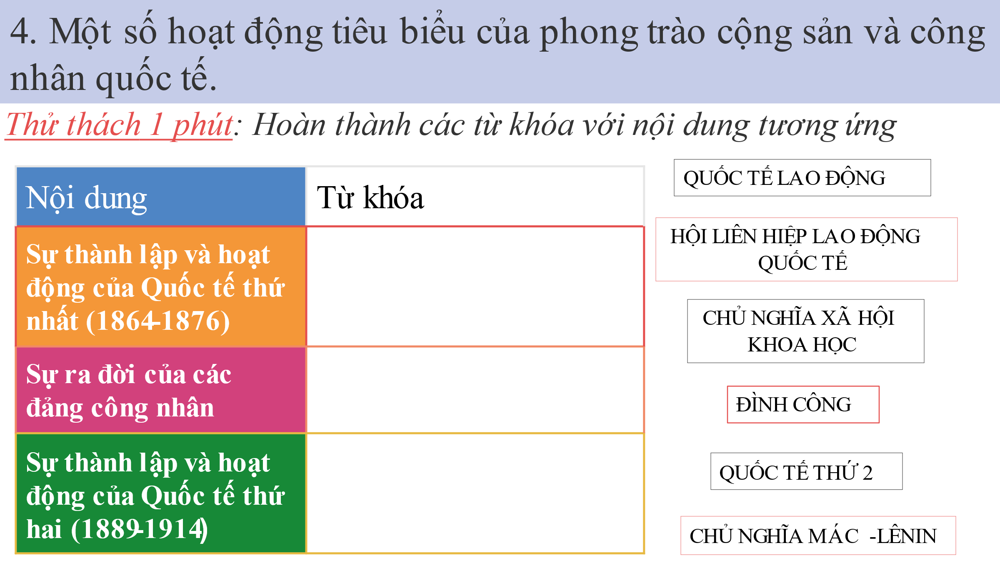 4. Một số hoạt động tiêu biểu của phong trào cộng sản và công
nhân quốc tế.
Thử thách 1 phút: Hoàn thành các từ khóa với nội dung tương ứng
Nội dung
Từ khóa
Sự thành lập và hoạt
động của Quốc tế thứ
nhất (1864-1876)
Sự ra đời của các
đảng công nhân
Sự thành lập và hoạt
động của Quốc tế thứ
hai (1889-1914)
QUỐC TẾ LAO ĐỘNG
HỘI LIÊN HIỆP LAO ĐỘNG
QUỐC TẾ
CHỦ NGHĨA XÃ HỘI
KHOA HỌC
ĐÌNH CÔNG
QUỐC TẾ THỨ 2
CHỦ NGHĨA MÁC -LÊNIN